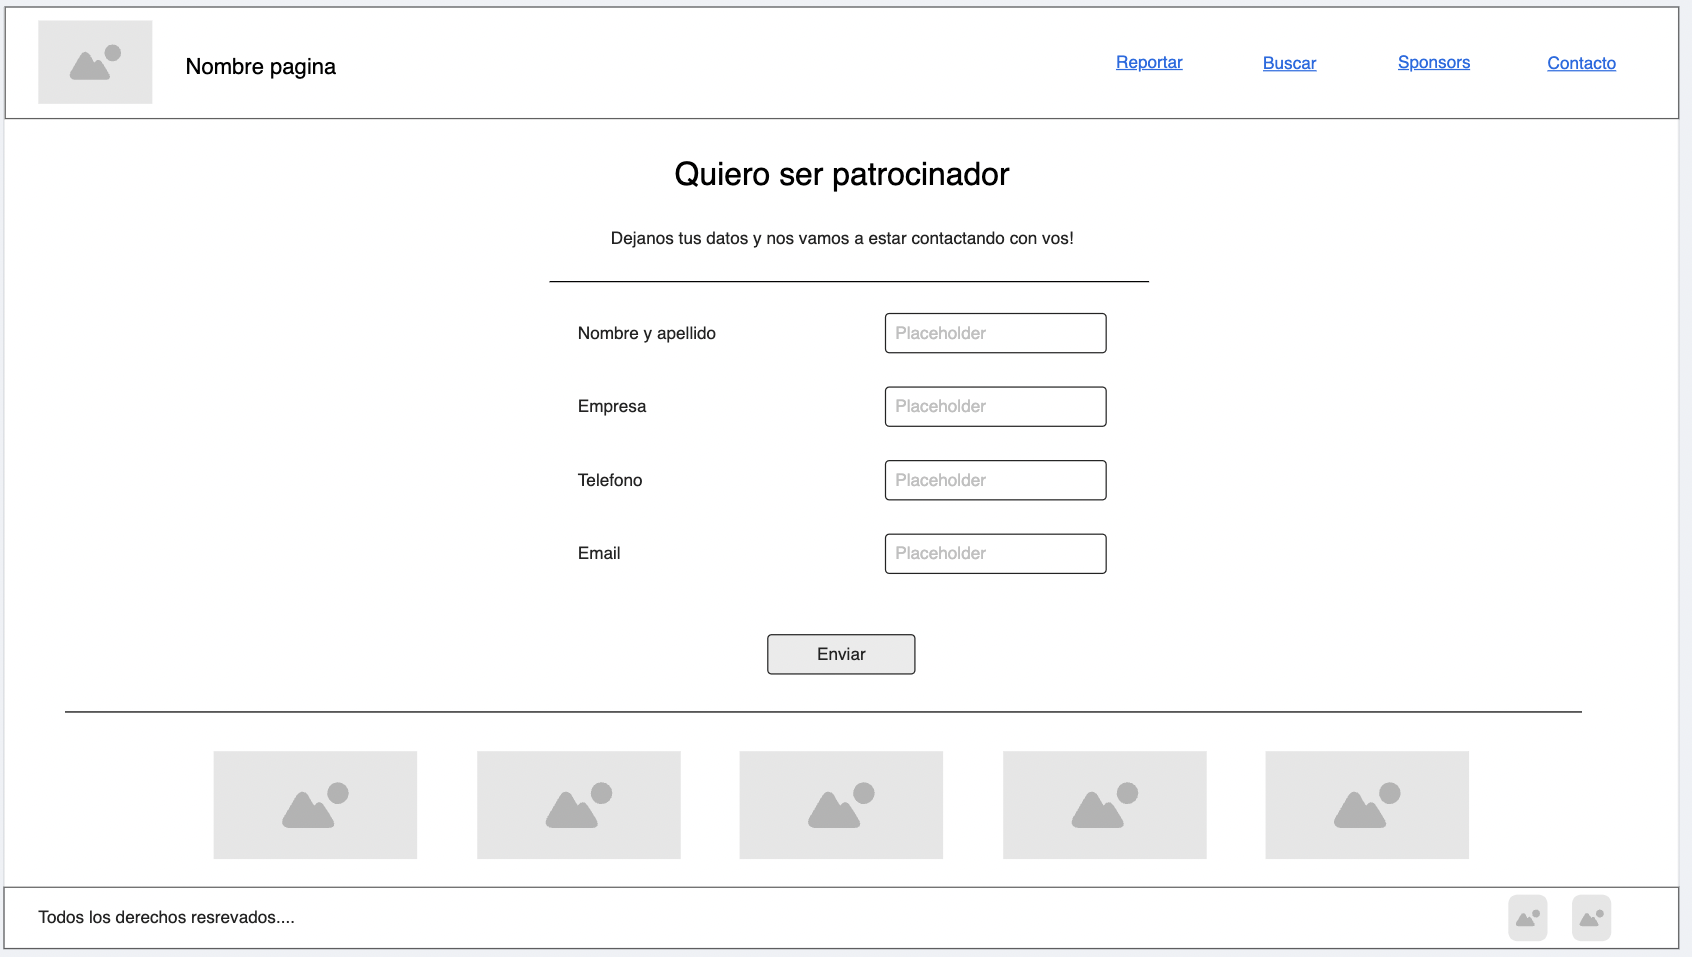 Nombre pagina
Reportar
Buscar
Sponsors
Contacto
Quiero ser patrocinador
Dejanos tus datos y nos vamos a estar contactando con vos!
Nombre y apellido
Placeholder
Empresa
Placeholder
Telefono
Placeholder
Email
Placeholder
Enviar
Todos los derechos resrevados....